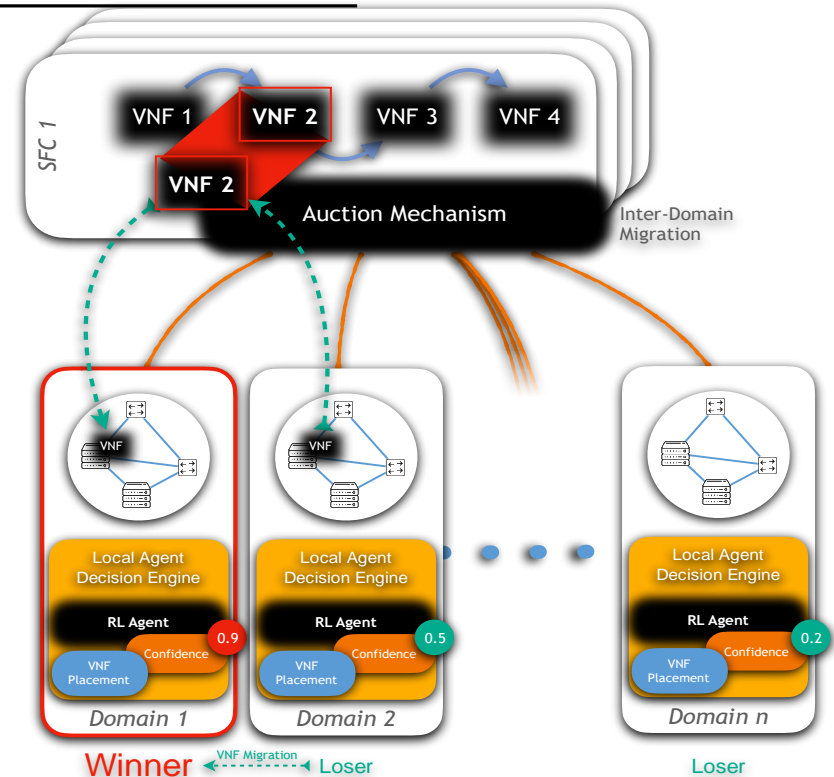 SFC 1
VNF 1
VNF 2
VNF 3
VNF 4
VNF 2
Auction Mechanism
Inter-Domain
Migration
VNF
VNF
Local Agent
Decision Engine
RL Agent
Confidence
0.9
VNF
Placement
Domain 1
Local Agent
Decision Engine
RL Agent
Confidence
0.5
VNF
Placement
Domain 2
Local Agent
Decision Engine
RL Agent
Confidence
0.2
VNF
Placement
Domain n
Winner
VNF Migration
Loser
Loser